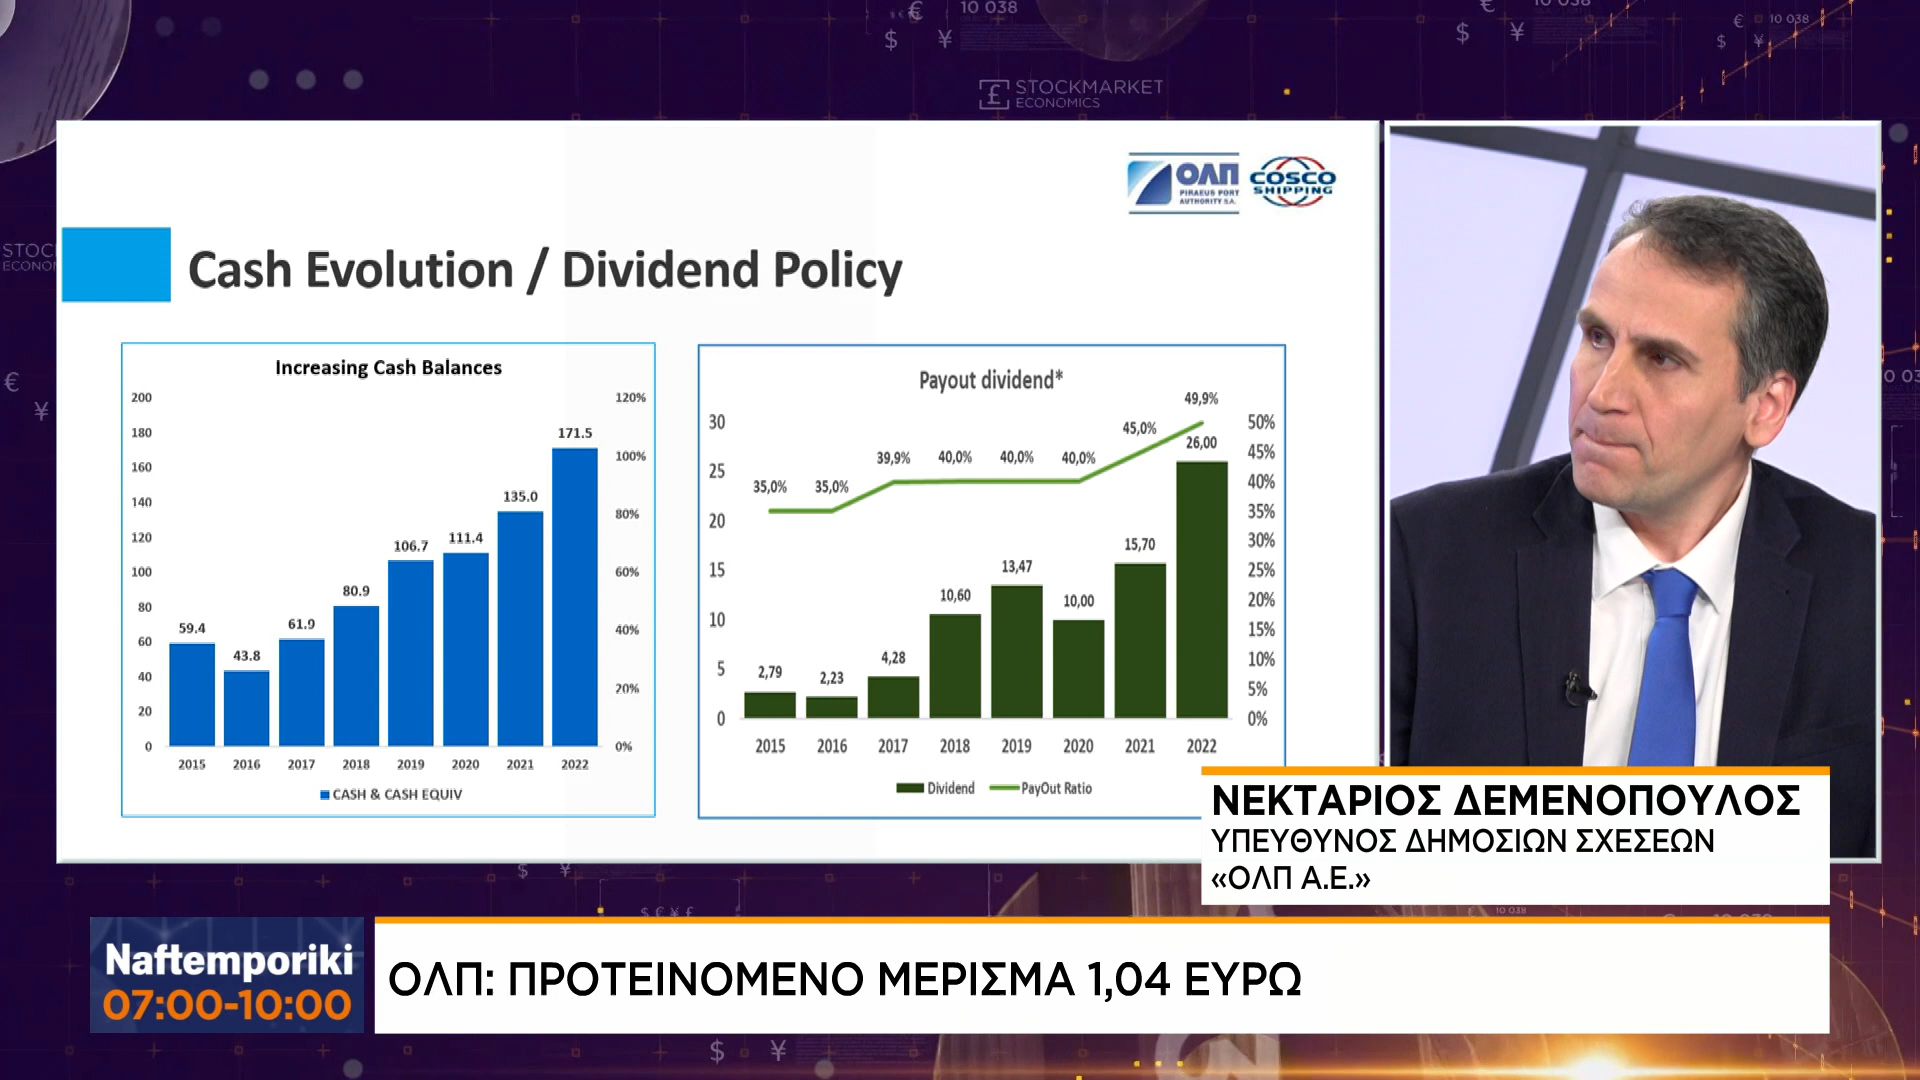 10 038
10 038
10 038
STOCKMARKET
ECONOMICS
ΟΛΠ
PIRAEUS PORT
AUTHORITY S.A.
COSCO
SHIPPING
Cash Evolution / Dividend Policy
Increasing Cash Balances
200
180
160
140
120
100
80
60
40
20
0
120%
100%
80%
60%
40%
20%
0%
59.4
43.8
61.9
80.9
106.7
111.4
135.0
171.5
2015 2016 2017 2018 2019 2020 2021 2022
CASH & CASH EQUIV
Payout dividend*
30
25
20
15
10
5
0
50%
45%
40%
35%
30%
25%
20%
15%
10%
5%
0%
35,0% 35,0% 39,9% 40,0% 40,0% 40,0% 45,0% 49,9%
2,79 2,23 4,28 10,60 13,47 10,00 15,70 26,00
2015 2016 2017 2018 2019 2020 2021 2022
Dividend PayOut Ratio
ΝΕΚΤΑΡΙΟΣ ΔΕΜΕΝΟΠΟΥΛΟΣ
ΥΠΕΥΘΥΝΟΣ ΔΗΜΟΣΙΩΝ ΣΧΕΣΕΩΝ
«ΟΛΠ Α.Ε.»
Naftemporiki
07:00-10:00
ΟΛΠ: ΠΡΟΤΕΙΝΟΜΕΝΟ ΜΕΡΙΣΜΑ 1,04 ΕΥΡΩ